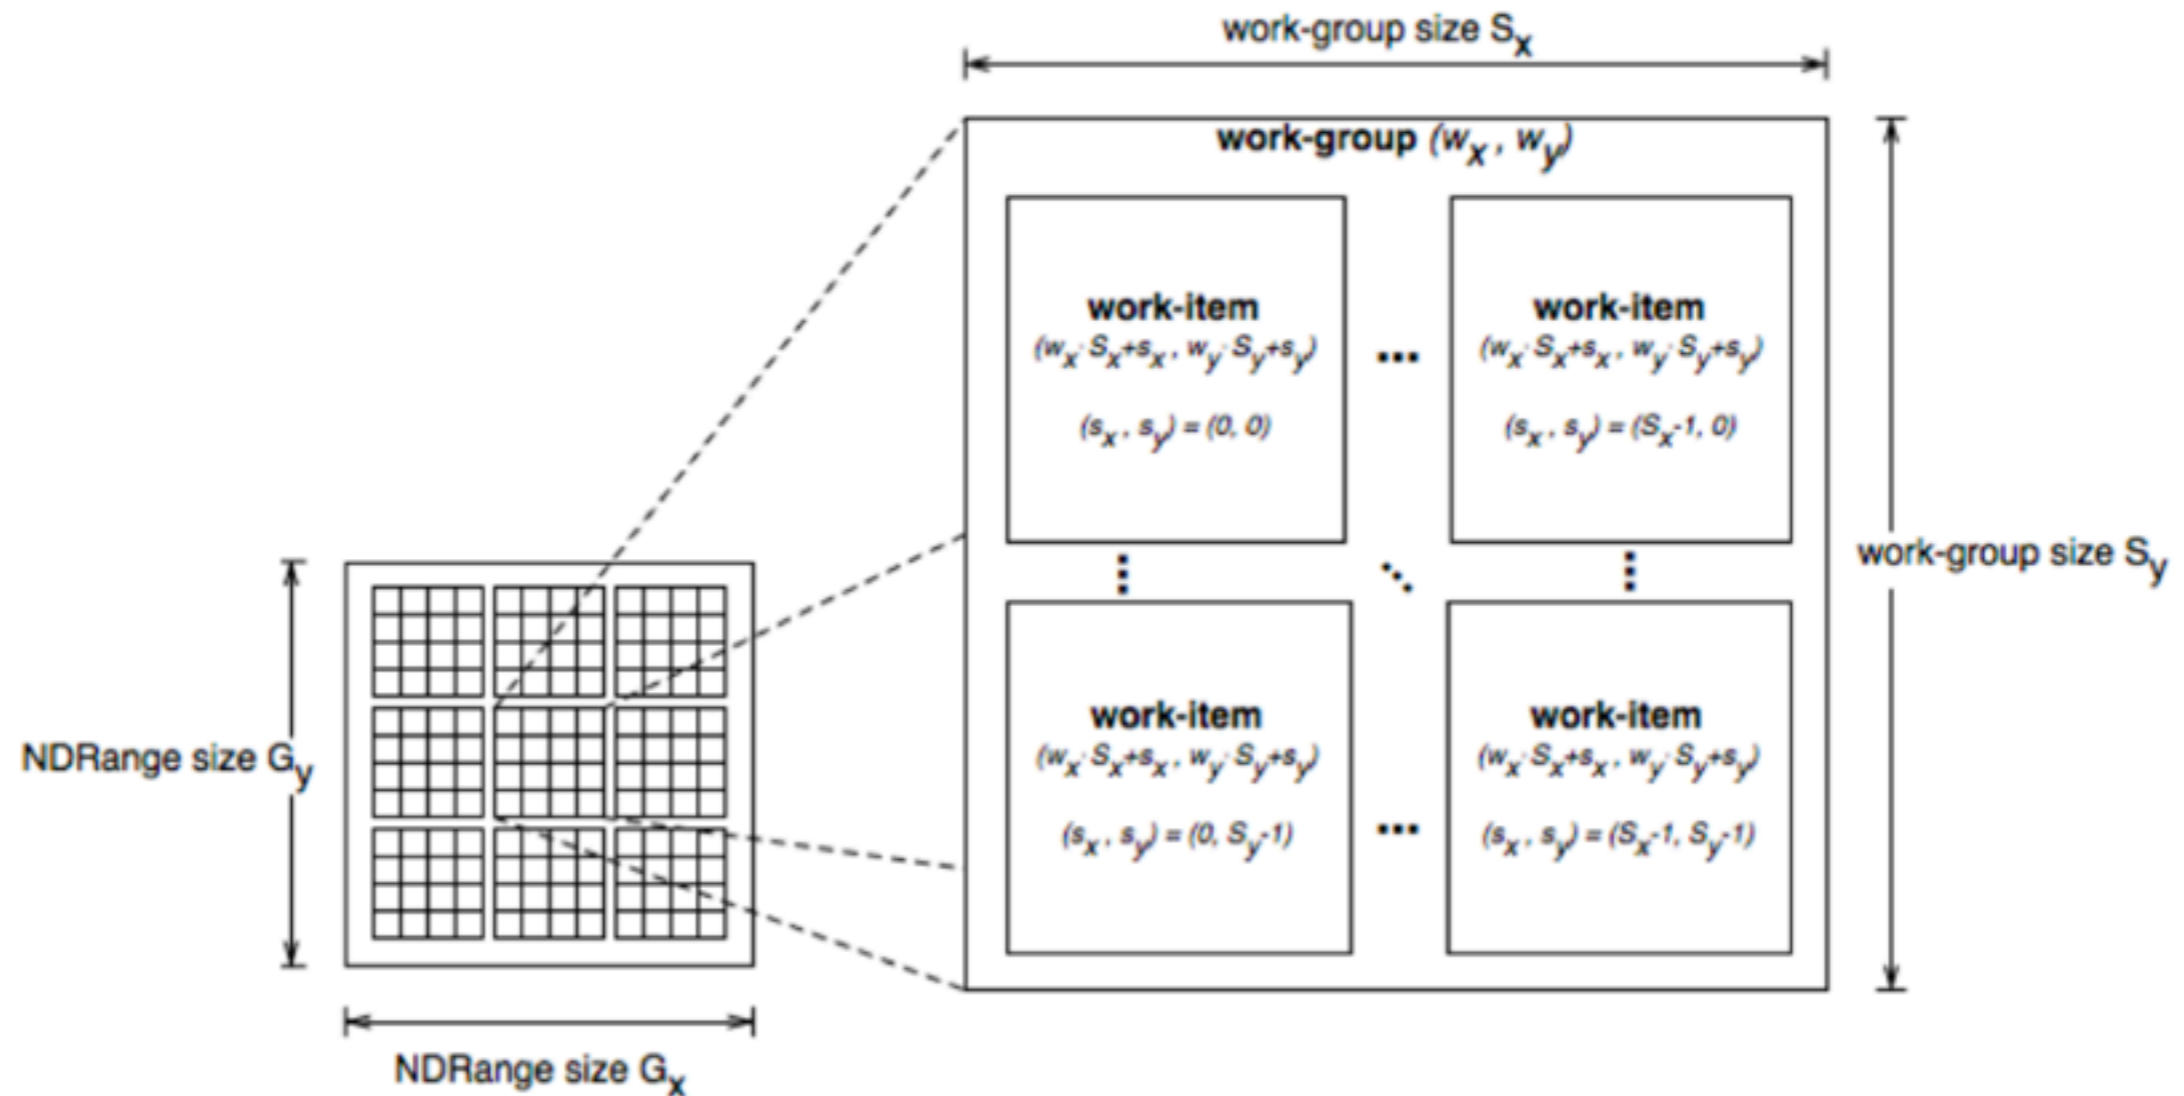 work-group size Sx
work-group (wx , wy)
work-item
(wx· Sx+sx , wy· Sy+sy)
(sx , sy) = (0, 0)
...
work-item
(wx· Sx+sx , wy· Sy+sy)
(sx , sy) = (Sx-1, 0)
work-group size Sy
work-item
(wx· Sx+sx , wy· Sy+sy)
(sx , sy) = (0, Sy-1)
...
work-item
(wx· Sx+sx , wy· Sy+sy)
(sx , sy) = (Sx-1, Sy-1)
NDRange size Gy
NDRange size Gx